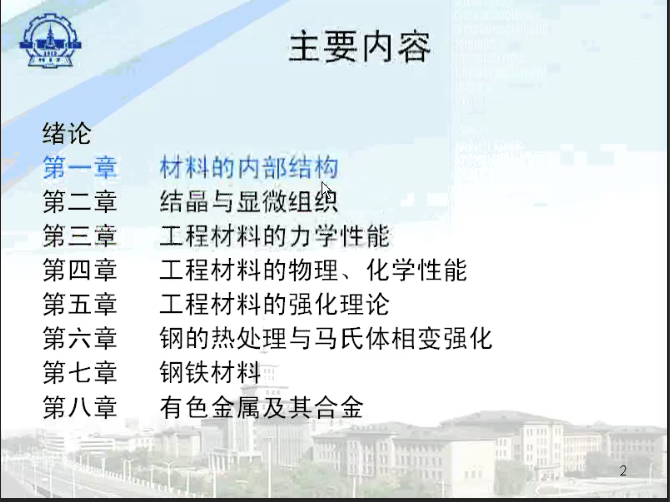 主要内容
绪论
第一章 材料的内部结构
第二章 结晶与显微组织
第三章 工程材料的力学性能
第四章 工程材料的物理、化学性能
第五章 工程材料的强化理论
第六章 钢的热处理与马氏体相变强化
第七章 钢铁材料
第八章 有色金属及其合金
2